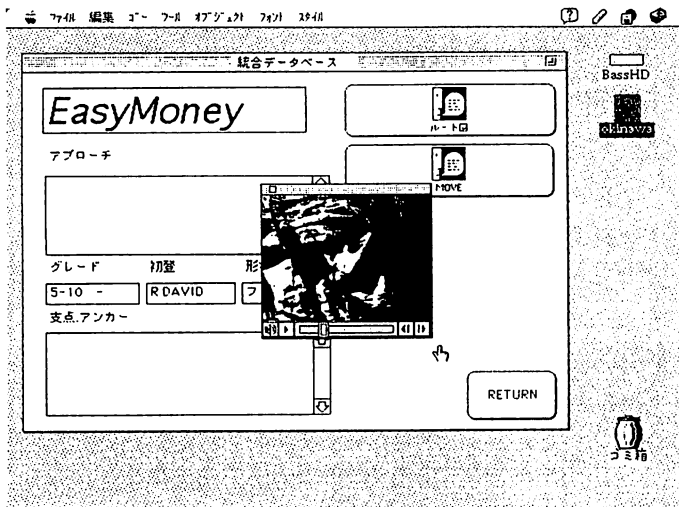 ファイル 編集 ゴー ツール オブジェクト フォント スタイル
統合データベース
BassHD
EasyMoney
ルート図
okinawa
アプローチ
MOVE
グレード 初登 形
5-10 - R DAVID フ
支点.アンカー
RETURN
ゴミ箱